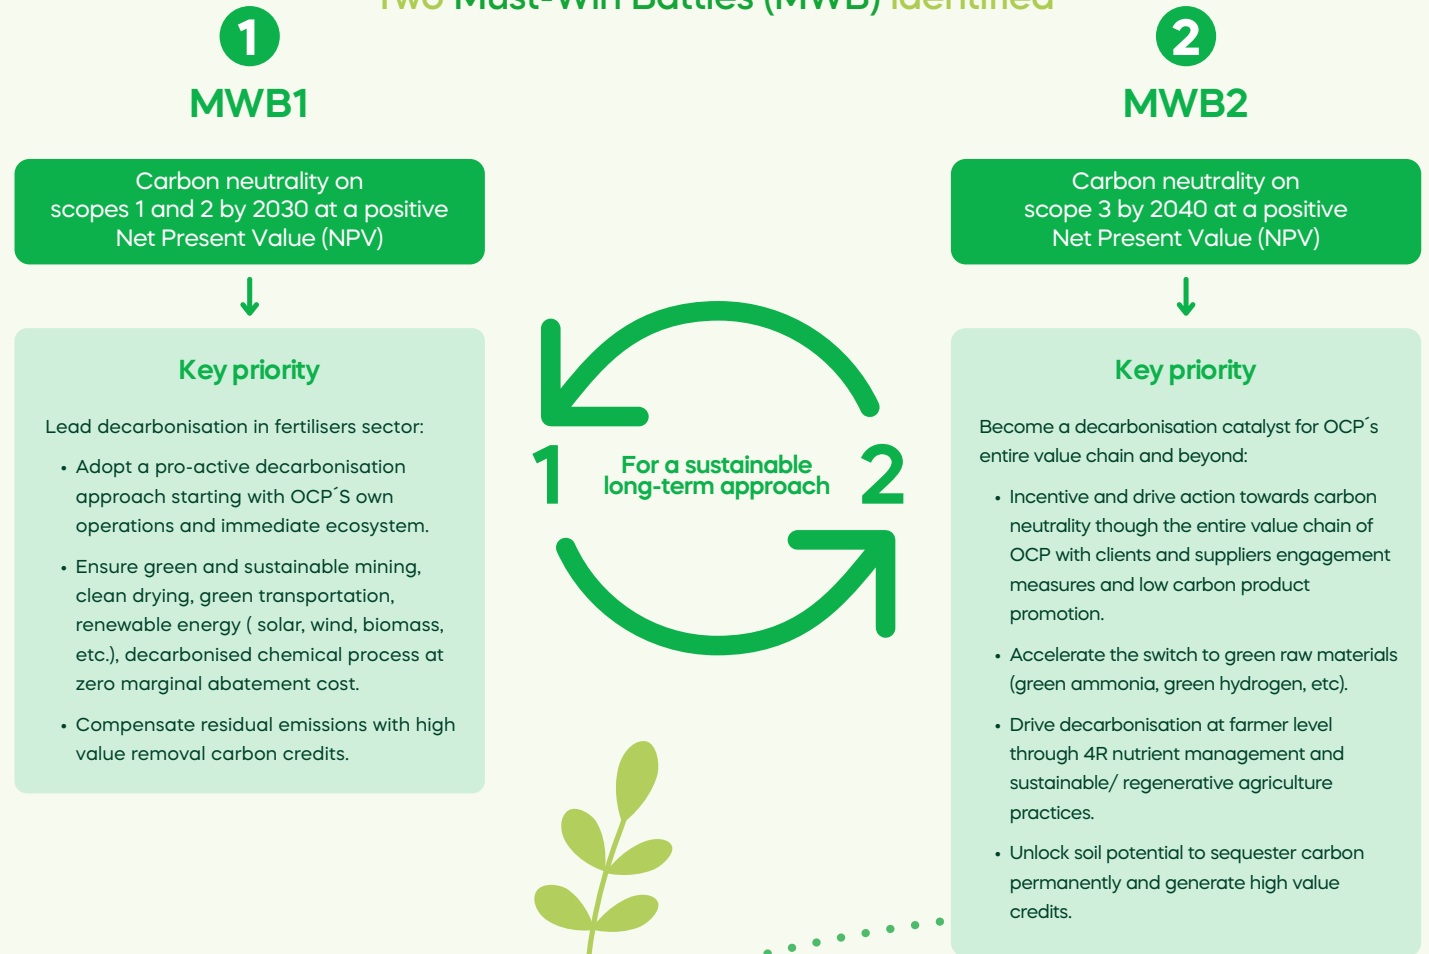 Two Must-Win Battles (MWB) Identified
1
MWB1
Carbon neutrality on
scopes 1 and 2 by 2030 at a positive
Net Present Value (NPV)
Key priority
Lead decarbonisation in fertilisers sector:
• Adopt a pro-active decarbonisation
approach starting with OCP´S own
operations and immediate ecosystem.
• Ensure green and sustainable mining,
clean drying, green transportation,
renewable energy ( solar, wind, biomass,
etc.), decarbonised chemical process at
zero marginal abatement cost.
• Compensate residual emissions with high
value removal carbon credits.
1
For a sustainable
long-term approach
2
2
MWB2
Carbon neutrality on
scope 3 by 2040 at a positive
Net Present Value (NPV)
Key priority
Become a decarbonisation catalyst for OCP´s
entire value chain and beyond:
• Incentive and drive action towards carbon
neutrality though the entire value chain of
OCP with clients and suppliers engagement
measures and low carbon product
promotion.
• Accelerate the switch to green raw materials
(green ammonia, green hydrogen, etc).
• Drive decarbonisation at farmer level
through 4R nutrient management and
sustainable/ regenerative agriculture
practices.
• Unlock soil potential to sequester carbon
permanently and generate high value
credits.